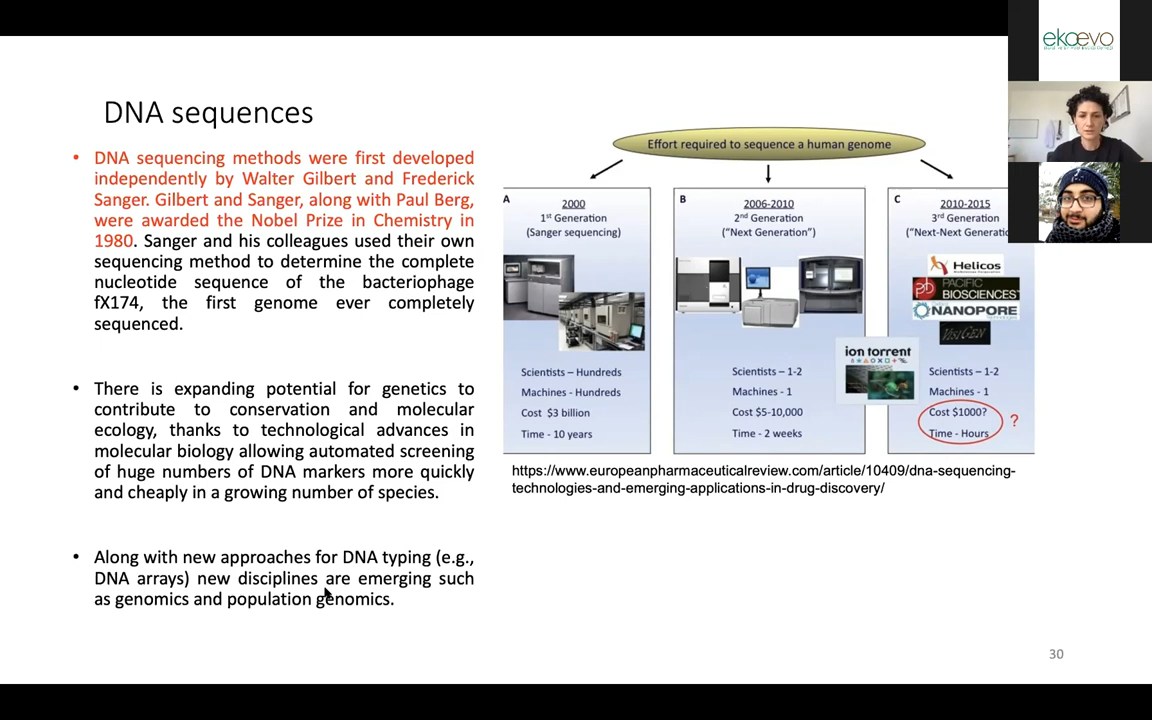 ekoevo
DNA sequences
• DNA sequencing methods were first developed
independently by Walter Gilbert and Frederick
Sanger. Gilbert and Sanger, along with Paul Berg,
were awarded the Nobel Prize in Chemistry in
1980. Sanger and his colleagues used their own
sequencing method to determine the complete
nucleotide sequence of the bacteriophage
fX174, the first genome ever completely
sequenced.
• There is expanding potential for genetics to
contribute to conservation and molecular
ecology, thanks to technological advances in
molecular biology allowing automated screening
of huge numbers of DNA markers more quickly
and cheaply in a growing number of species.
• Along with new approaches for DNA typing (e.g.,
DNA arrays) new disciplines are emerging such
as genomics and population genomics.
Effort required to sequence a human genome
A
2000
1st Generation
(Sanger sequencing)
Scientists – Hundreds
Machines - Hundreds
Cost $3 billion
Time - 10 years
B
2006-2010
2nd Generation
("Next Generation")
Scientists – 1-2
Machines - 1
Cost $5-10,000
Time - 2 weeks
ion torrent
C
2010-2015
3rd Generation
("Next-Next Generatio
Helicos
PACIFIC
BIOSCIENCES
NANOPORE
VISIGEN
Scientists – 1-2
Machines - 1
Cost $1000?
Time - Hours
?
https://www.europeanpharmaceuticalreview.com/article/10409/dna-sequencing-
technologies-and-emerging-applications-in-drug-discovery/
30